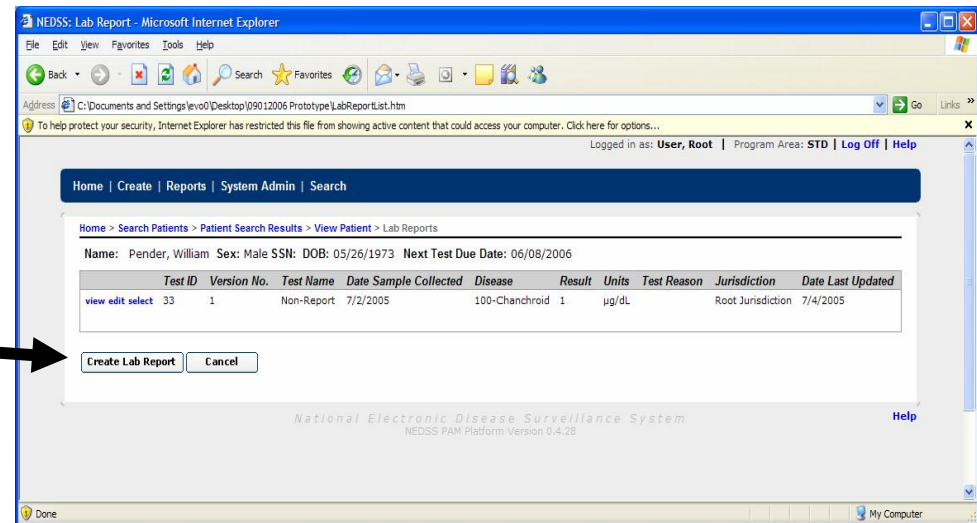 NEDSS: Lab Report - Microsoft Internet Explorer
File Edit View Favorites Tools Help
Back Search Favorites
Address C:\Documents and Settings\evo0\Desktop\09012006 Prototype\LabReportList.htm Go Links »
To help protect your security, Internet Explorer has restricted this file from showing active content that could access your computer. Click here for options... x
Logged in as: User, Root | Program Area: STD | Log Off | Help
Home | Create | Reports | System Admin | Search
Home > Search Patients > Patient Search Results > View Patient > Lab Reports
Name: Pender, William Sex: Male SSN: DOB: 05/26/1973 Next Test Due Date: 06/08/2006
Test ID Version No. Test Name Date Sample Collected Disease Result Units Test Reason Jurisdiction Date Last Updated
view edit select 33 1 Non-Report 7/2/2005 100-Chanchroid 1 µg/dL Root Jurisdiction 7/4/2005
Create Lab Report Cancel
National Electronic Disease Surveillance System Help
NEDSS PAM Platform Version 0.4.28
Done My Computer